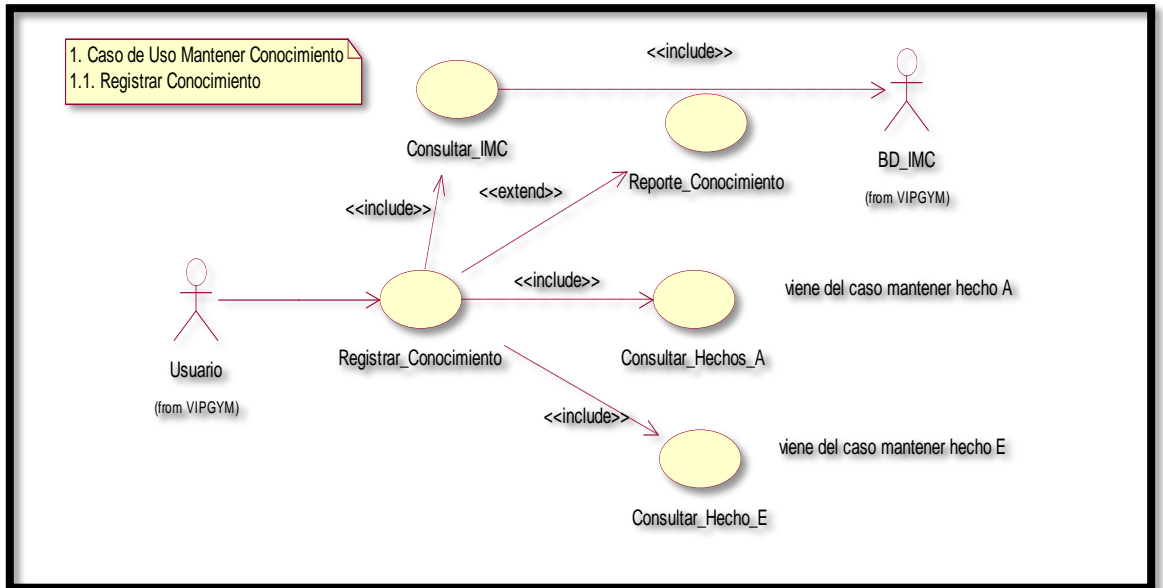 1. Caso de Uso Mantener Conocimiento
1.1. Registrar Conocimiento
<<include>>
Consultar_IMC
BD_IMC
(from VIPGYM)
Reporte_Conocimiento
<<extend>>
<<include>>
<<include>>
viene del caso mantener hecho A
Usuario
(from VIPGYM)
Registrar_Conocimiento
Consultar_Hechos_A
<<include>>
viene del caso mantener hecho E
Consultar_Hecho_E